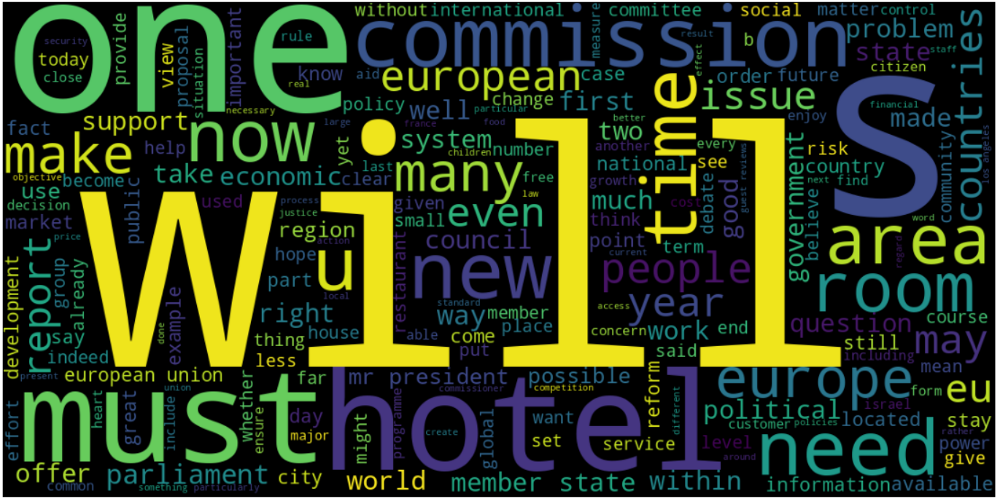 one
commission
without
international
committee
social
matter
control
security
today
close
provide
rule
view
proposal
situation
important
know
aid
real
necessary
european
case
measure
result
effect
b
order
future
problem
state
staff
citizen
countries
fact
support
now
policy
change
well
particular
first
issue
S
financial
made
los angeles
make
help
yet
large
france
food
system
children
number
better
two
another
time
every
enjoy
risk
objective
become
take
economic
clear
last
many
free
national
see
country
use
decision
public
used
process
given
law
growth
much
debate
good
guest reviews
government
next
find
community
market
justice
small
even
think
cost
believe
word
will
price
region
action
restaurant
council
point
term
area
regard
report
group
already
hope
u
new
current
people
room
part
local
standard
year
development
say
example
done
right
house
way
member
place
access
concern
work
end
question
course
indeed
thing
less
able
come
put
said
still
including
may
mean
present
european union
far
mr president
possible
europe
form
eu
must
union
commissioner
competition
reform
different
political
israel
effort
heart
great
include
whether
ensure
day
major
might
programme
hotel
create
global
want
set
service
customer
policies
located
stay
level
need
rather
power
around
give
offer
parliament
city
world
member state
within
information
available
common
something
particularly